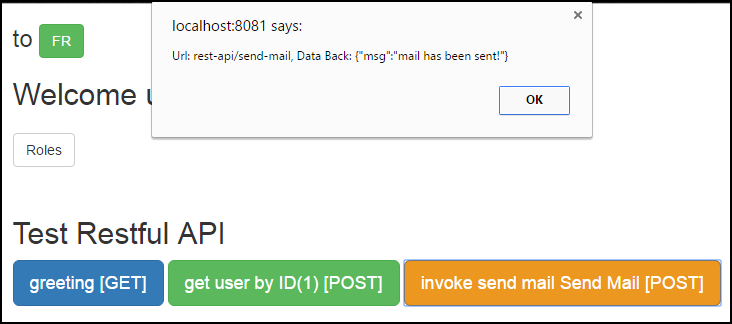 localhost:8081 says:
Url: rest-api/send-mail, Data Back: {"msg":"mail has been sent!"}
OK
to FR
Welcome
Roles
Test Restful API
greeting [GET] get user by ID(1) [POST] invoke send mail Send Mail [POST]